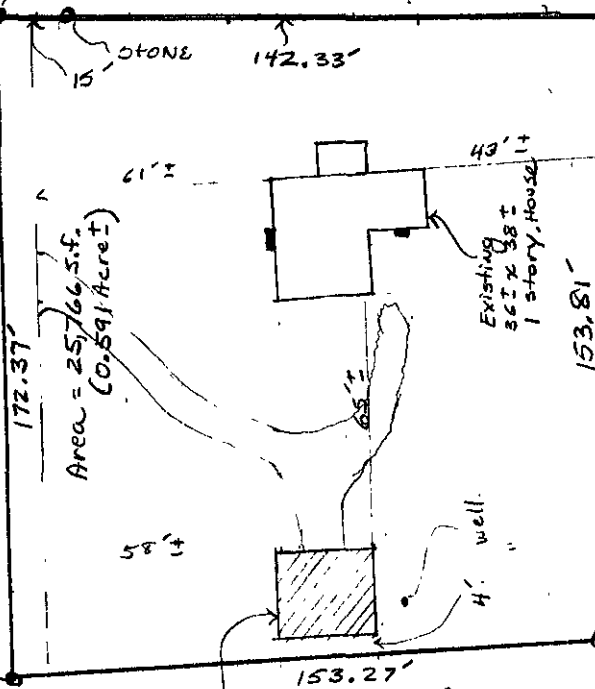 STONE
15'
142.33'
61'±
43'±
Existing
36± x 38±
1 story, House
153.81'
172.37'
Area = 25,766 S.f.
(0.591 Acre±)
65'±
58'±
well
4'
153.27'